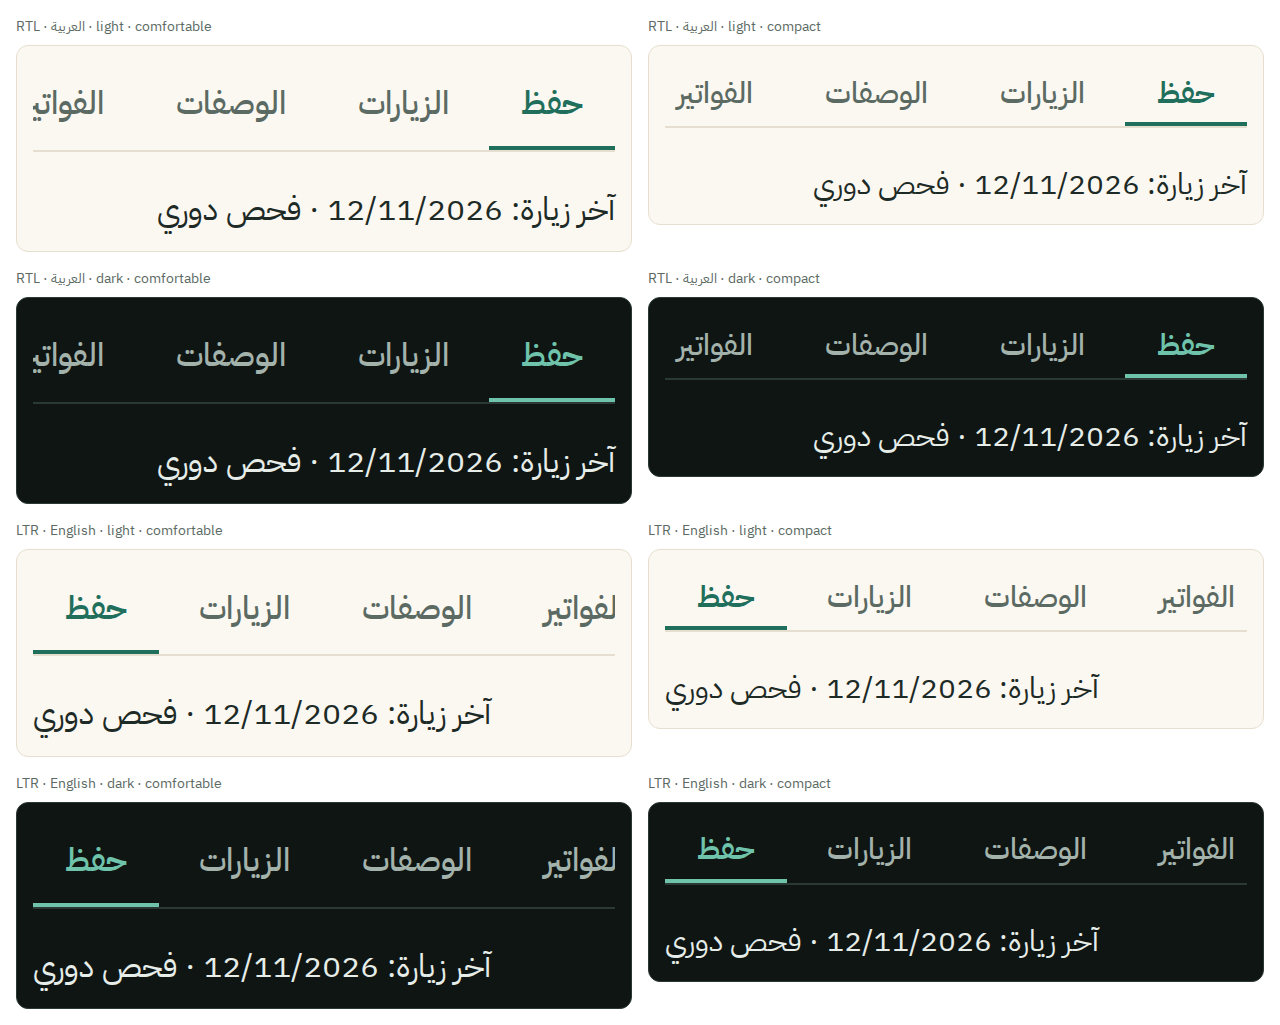 RTL · العربية · light · comfortable
حفظ الزيارات الوصفات الفواتير
آخر زيارة: 12/11/2026 · فحص دوري
RTL · العربية · light · compact
حفظ الزيارات الوصفات الفواتير
آخر زيارة: 12/11/2026 · فحص دوري
RTL · العربية · dark · comfortable
حفظ الزيارات الوصفات الفواتير
آخر زيارة: 12/11/2026 · فحص دوري
RTL · العربية · dark · compact
حفظ الزيارات الوصفات الفواتير
آخر زيارة: 12/11/2026 · فحص دوري
LTR · English · light · comfortable
حفظ الزيارات الوصفات الفواتير
آخر زيارة: 12/11/2026 · فحص دوري
LTR · English · light · compact
حفظ الزيارات الوصفات الفواتير
آخر زيارة: 12/11/2026 · فحص دوري
LTR · English · dark · comfortable
حفظ الزيارات الوصفات الفواتير
آخر زيارة: 12/11/2026 · فحص دوري
LTR · English · dark · compact
حفظ الزيارات الوصفات الفواتير
آخر زيارة: 12/11/2026 · فحص دوري